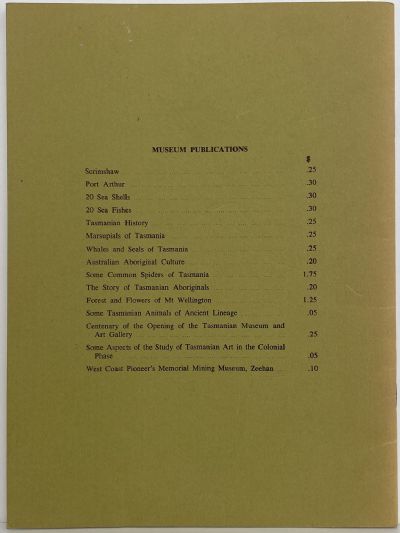 MUSEUM PUBLICATIONS
$
Scrimshaw .25
Port Arthur .30
20 Sea Shells .30
20 Sea Fishes .30
Tasmanian History .25
Marsupials of Tasmania .25
Whales and Seals of Tasmania .25
Australian Aboriginal Culture .20
Some Common Spiders of Tasmania 1.75
The Story of Tasmanian Aboriginals .20
Forest and Flowers of Mt Wellington 1.25
Some Tasmanian Animals of Ancient Lineage .05
Centenary of the Opening of the Tasmanian Museum and
Art Gallery .25
Some Aspects of the Study of Tasmanian Art in the Colonial
Phase .05
West Coast Pioneer's Memorial Mining Museum, Zeehan .10